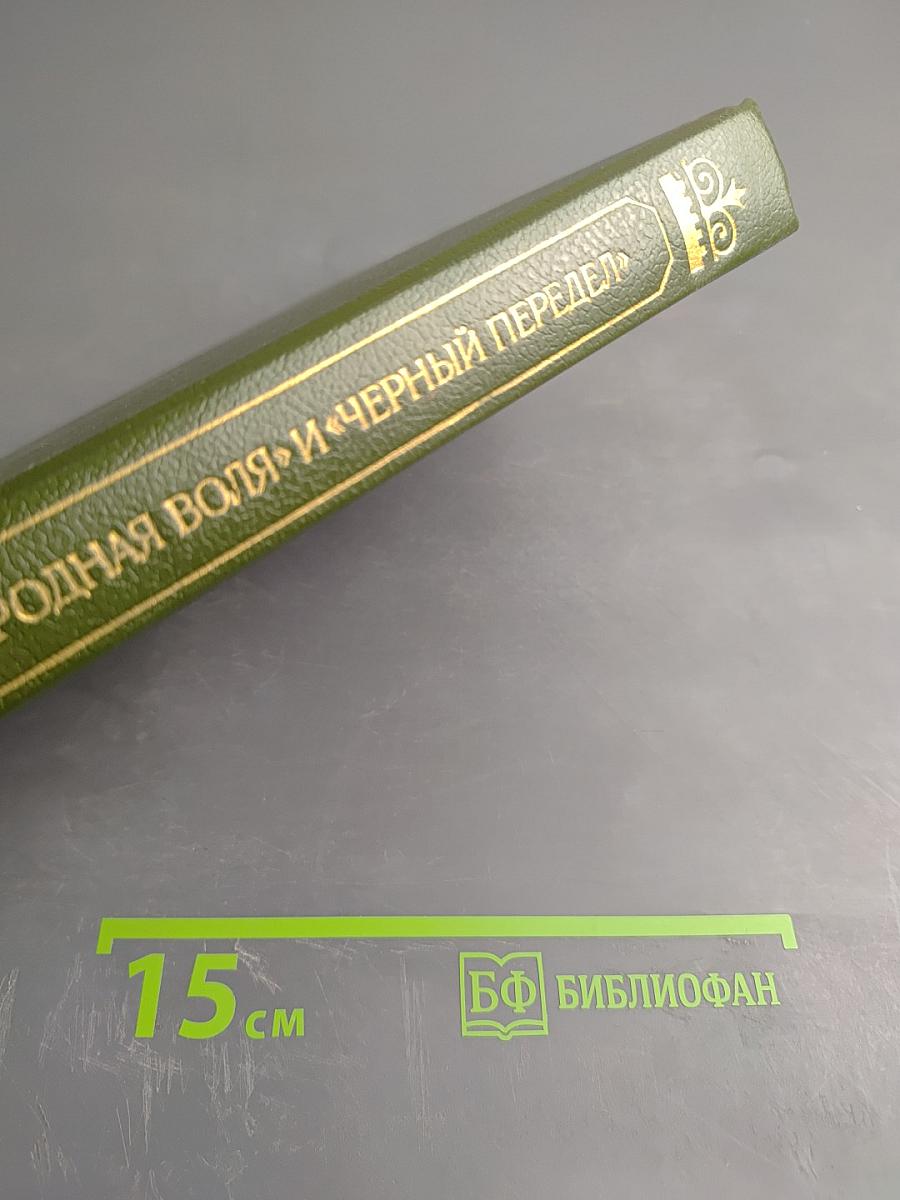 РОДНАЯ ВОЛЯ» И «ЧЕРНЫЙ ПЕРЕДЕЛ»
15 см
БФ БИБЛИОФАН